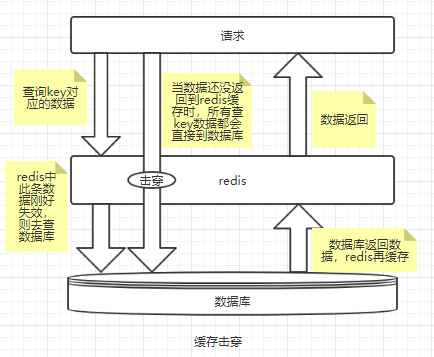 请求
查询key对
应的数据
当数据还没返
回到redis缓
存时，所有查
key数据都会
直接到数据库
数据返回
redis中
此条数
据刚好
失效，
则去查
数据库
击穿
redis
数据库返回数
据，redis再缓存
数据库
缓存击穿